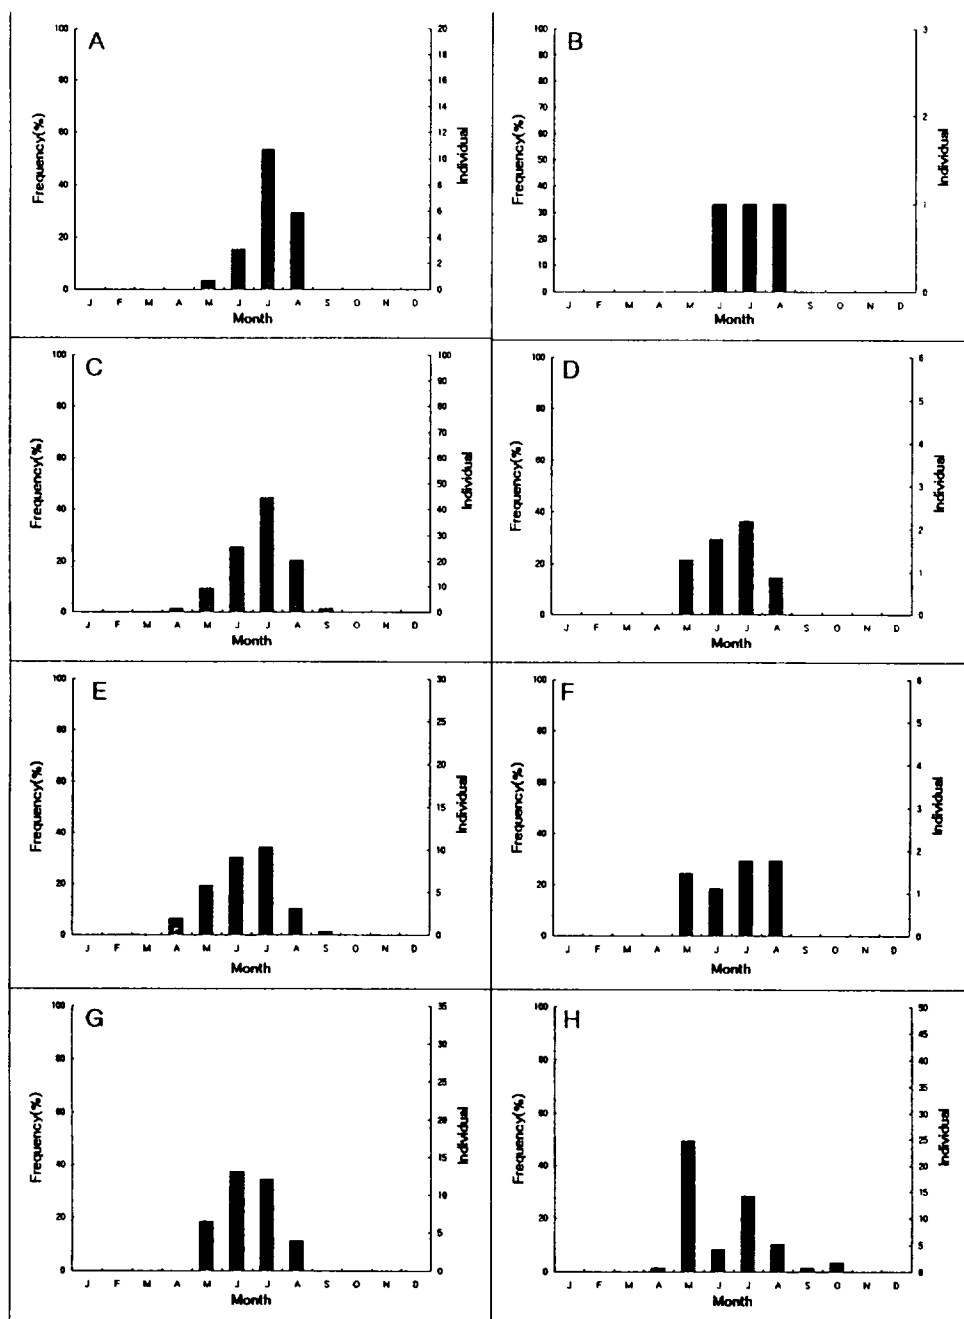 A
Frequency(%)
100
80
60
40
20
0
20
18
16
14
12
10
8
6
4
2
0
Individual
J F M A M J J A S O N D
Month
B
Frequency(%)
100
90
80
70
60
50
40
30
20
10
0
3
2
1
0
Individual
J F M A M J J A S O N D
Month
C
Frequency(%)
100
80
60
40
20
0
100
90
80
70
60
50
40
30
20
10
0
Individual
J F M A M J J A S O N D
Month
D
Frequency(%)
100
80
60
40
20
0
6
5
4
3
2
1
0
Individual
J F M A M J J A S O N D
Month
E
Frequency(%)
100
80
60
40
20
0
30
25
20
15
10
5
0
Individual
J F M A M J J A S O N D
Month
F
Frequency(%)
100
80
60
40
20
0
6
5
4
3
2
1
0
Individual
J F M A M J J A S O N D
Month
G
Frequency(%)
100
80
60
40
20
0
35
30
25
20
15
10
5
0
Individual
J F M A M J J A S O N D
Month
H
Frequency(%)
100
80
60
40
20
0
50
45
40
35
30
25
20
15
10
5
0
Individual
J F M A M J J A S O N D
Month